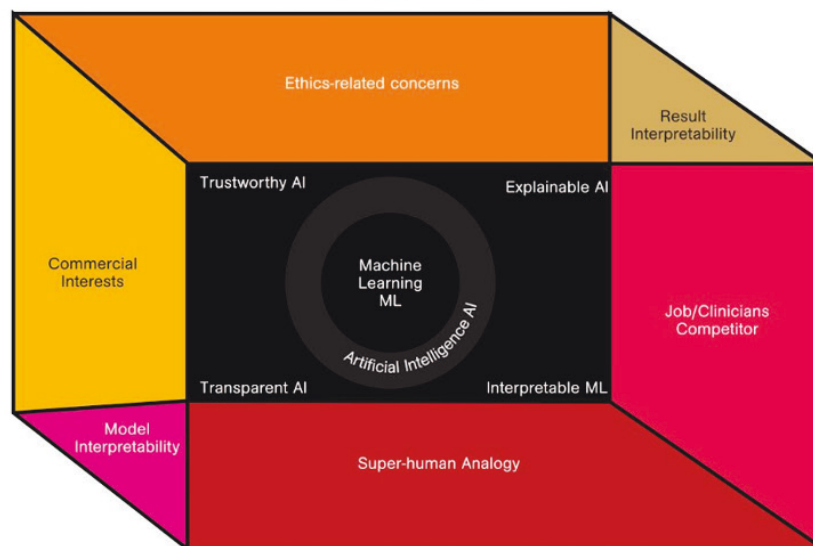 Ethics-related concerns
Result
Interpretability
Trustworthy AI
Explainable AI
Commercial
Interests
Machine
Learning
ML
Artificial Intelligence AI
Job/Clinicians
Competitor
Transparent AI
Interpretable ML
Model
Interpretability
Super-human Analogy